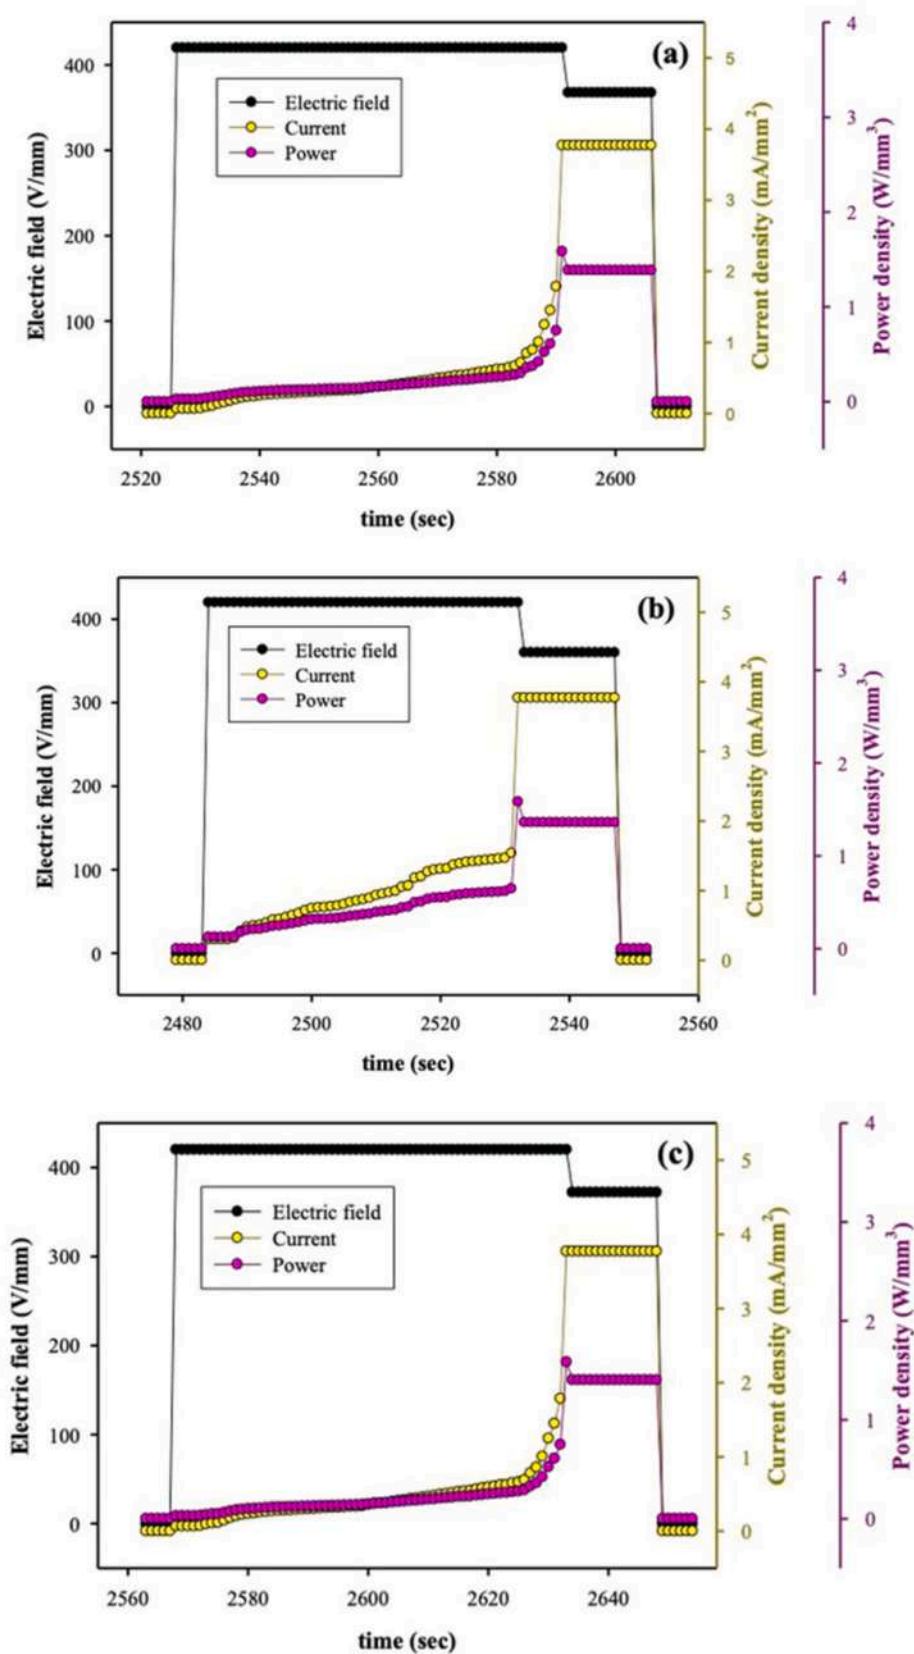 (a)
Electric field (V/mm)
400
300
200
100
0
Electric field
Current
Power
5
4
3
2
1
0
Current density (mA/mm²)
4
3
2
1
0
Power density (W/mm³)
2520 2540 2560 2580 2600
time (sec)
(b)
Electric field (V/mm)
400
300
200
100
0
Electric field
Current
Power
5
4
3
2
1
0
Current density (mA/mm²)
4
3
2
1
0
Power density (W/mm³)
2480 2500 2520 2540 2560
time (sec)
(c)
Electric field (V/mm)
400
300
200
100
0
Electric field
Current
Power
5
4
3
2
1
0
Current density (mA/mm²)
4
3
2
1
0
Power density (W/mm³)
2560 2580 2600 2620 2640
time (sec)